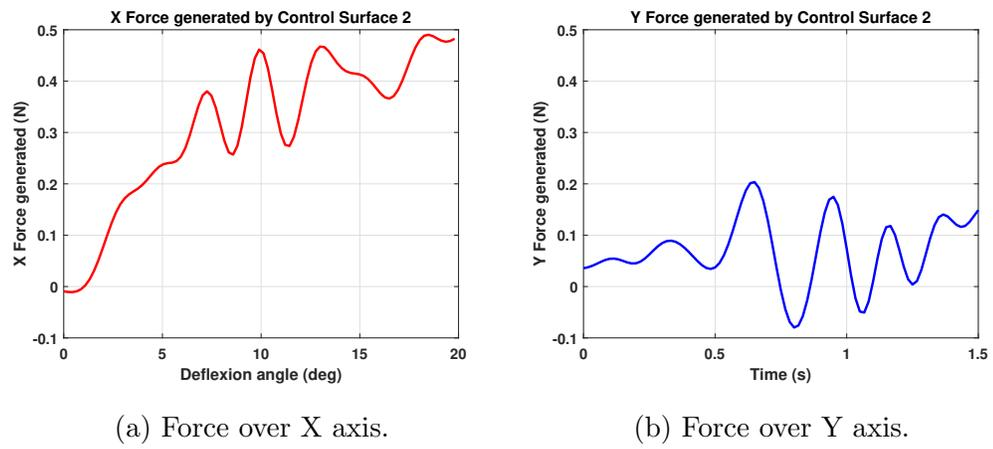 X Force generated by Control Surface 2
X Force generated (N)
0.5
0.4
0.3
0.2
0.1
0
-0.1
0 5 10 15 20
Deflexion angle (deg)
(a) Force over X axis.
Y Force generated by Control Surface 2
Y Force generated (N)
0.5
0.4
0.3
0.2
0.1
0
-0.1
0 0.5 1 1.5
Time (s)
(b) Force over Y axis.